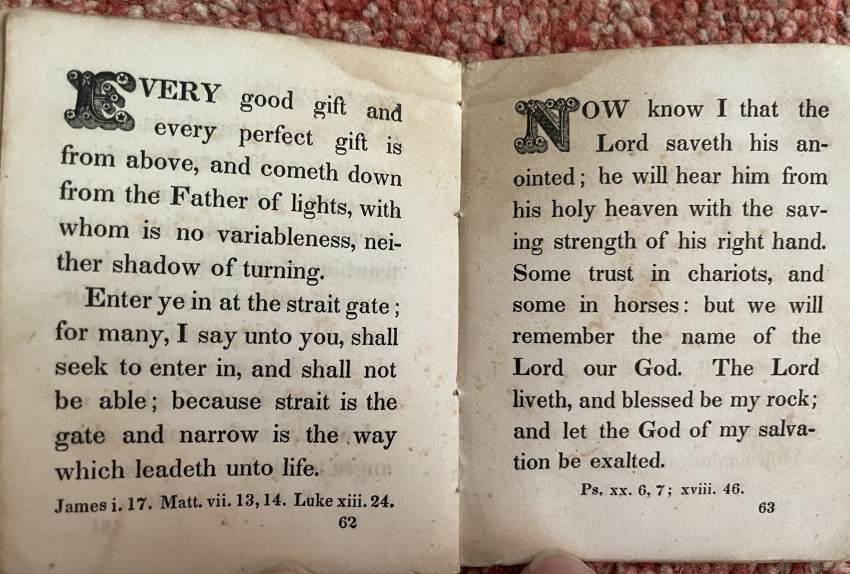 EVERY good gift and
every perfect gift is
from above, and cometh down
from the Father of lights, with
whom is no variableness, nei-
ther shadow of turning.
Enter ye in at the strait gate;
for many, I say unto you, shall
seek to enter in, and shall not
be able; because strait is the
gate and narrow is the way
which leadeth unto life.
James i. 17. Matt. vii. 13, 14. Luke xiii. 24.
62
NOW know I that the
Lord saveth his an-
ointed; he will hear him from
his holy heaven with the sav-
ing strength of his right hand.
Some trust in chariots, and
some in horses: but we will
remember the name of the
Lord our God. The Lord
liveth, and blessed be my rock;
and let the God of my salva-
tion be exalted.
Ps. xx. 6, 7; xviii. 46.
63